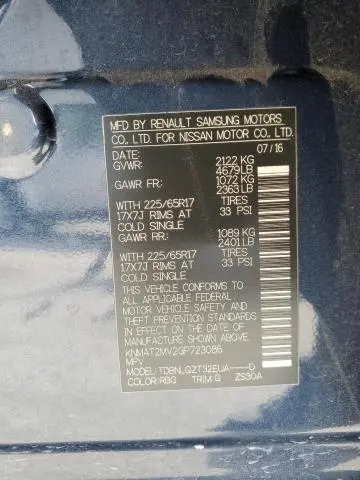 MFD BY RENAULT SAMSUNG MOTORS
CO., LTD. FOR NISSAN MOTOR CO., LTD.
DATE: 07/16
GVWR: 2122 KG
4679LB
GAWR FR: 1072 KG
2363LB
WITH 225/65R17 TIRES
17X7J RIMS AT 33 PSI
COLD SINGLE
GAWR RR: 1089 KG
2401LB
WITH 225/65R17 TIRES
17X7J RIMS AT 33 PSI
COLD SINGLE
THIS VEHICLE CONFORMS
TO ALL APPLICABLE FEDERAL
MOTOR VEHICLE SAFETY AND
THEFT PREVENTION STANDARDS
IN EFFECT ON THE DATE OF
MANUFACTURE SHOWN ABOVE.
KNMAT2MV2GP723086
MPV
MODEL: TDBNLGZT32EUA-----D
COLOR: RBG TRIM: G ZS90A